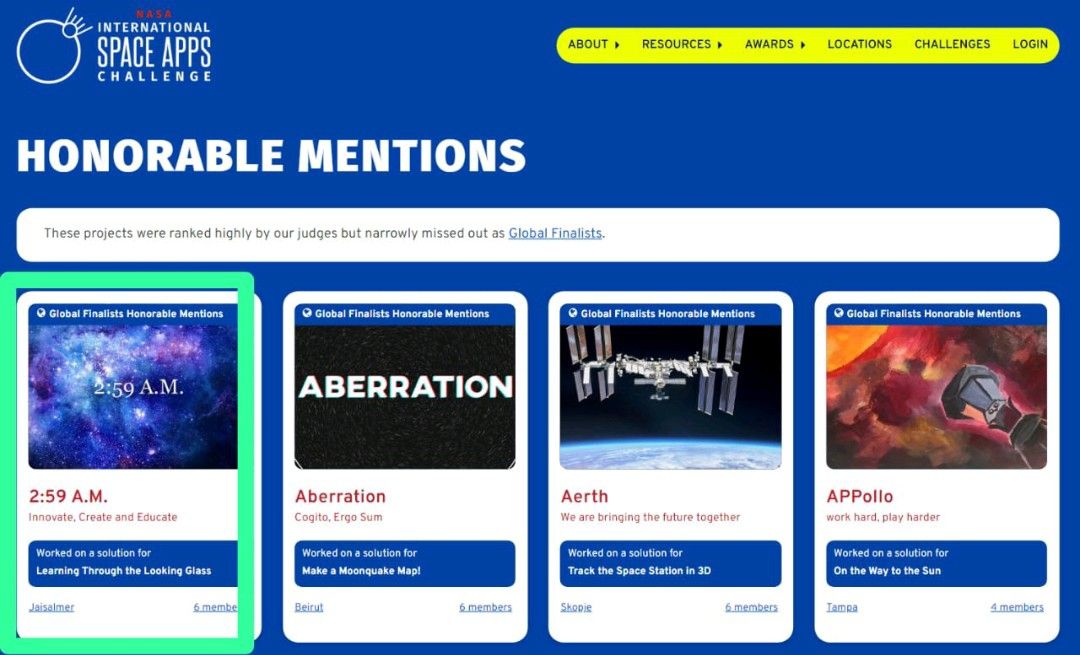 NASA
INTERNATIONAL
SPACE APPS
CHALLENGE
ABOUT RESOURCES AWARDS LOCATIONS CHALLENGES LOGIN
HONORABLE MENTIONS
These projects were ranked highly by our judges but narrowly missed out as Global Finalists.
Global Finalists Honorable Mentions
2:59 A.M.
2:59 A.M.
Innovate, Create and Educate
Worked on a solution for
Learning Through the Looking Glass
Jaisalmer 6 membe
Global Finalists Honorable Mentions
ABERRATION
Aberration
Cogito, Ergo Sum
Worked on a solution for
Make a Moonquake Map!
Beirut 6 members
Global Finalists Honorable Mentions
Aerth
We are bringing the future together
Worked on a solution for
Track the Space Station in 3D
Skopje 6 members
Global Finalists Honorable Mentions
APPollo
work hard, play harder
Worked on a solution for
On the Way to the Sun
Tampa 4 members